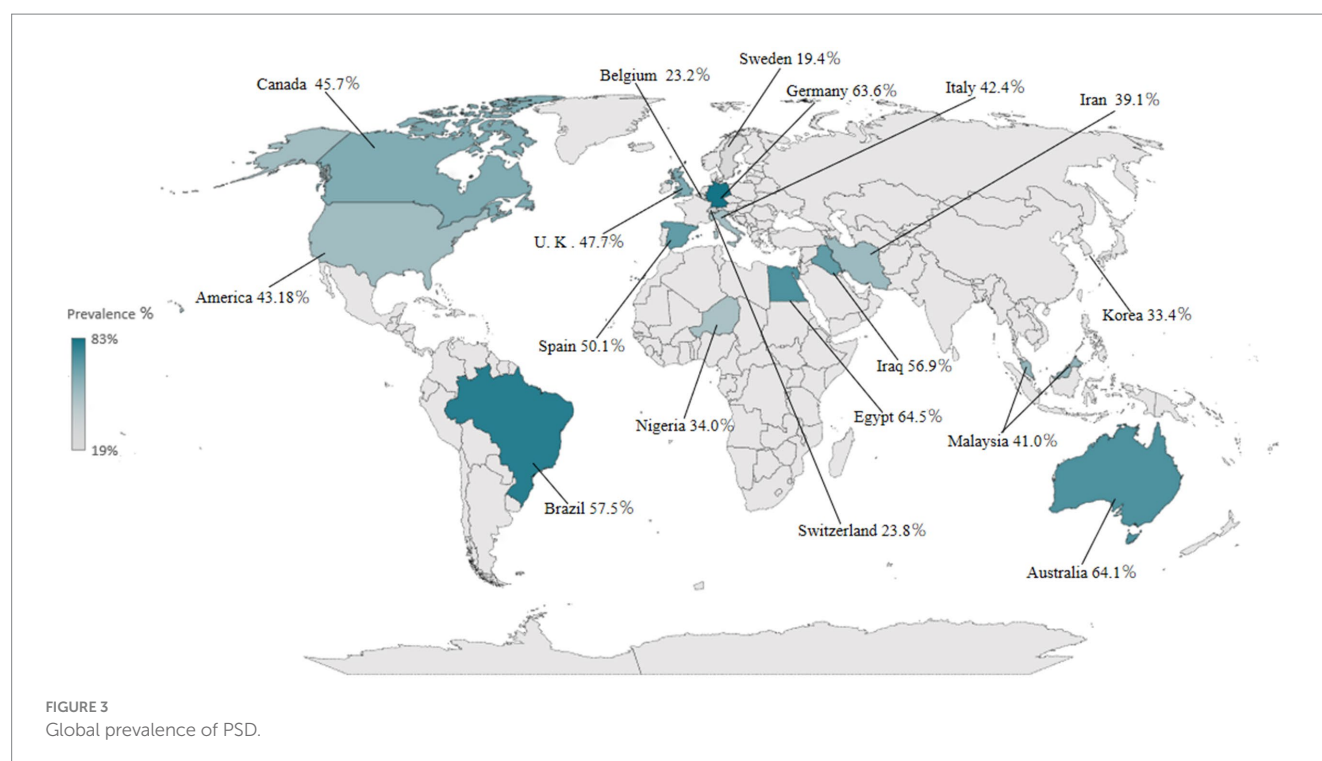 Sweden 19.4%
Belgium 23.2%
Canada 45.7%
Germany 63.6%
Italy 42.4%
Iran 39.1%
U. K . 47.7%
America 43.18%
Prevalence %
83%
19%
Korea 33.4%
Spain 50.1%
Iraq 56.9%
Nigeria 34.0%
Egypt 64.5%
Malaysia 41.0%
Brazil 57.5%
Switzerland 23.8%
Australia 64.1%
FIGURE 3
Global prevalence of PSD.